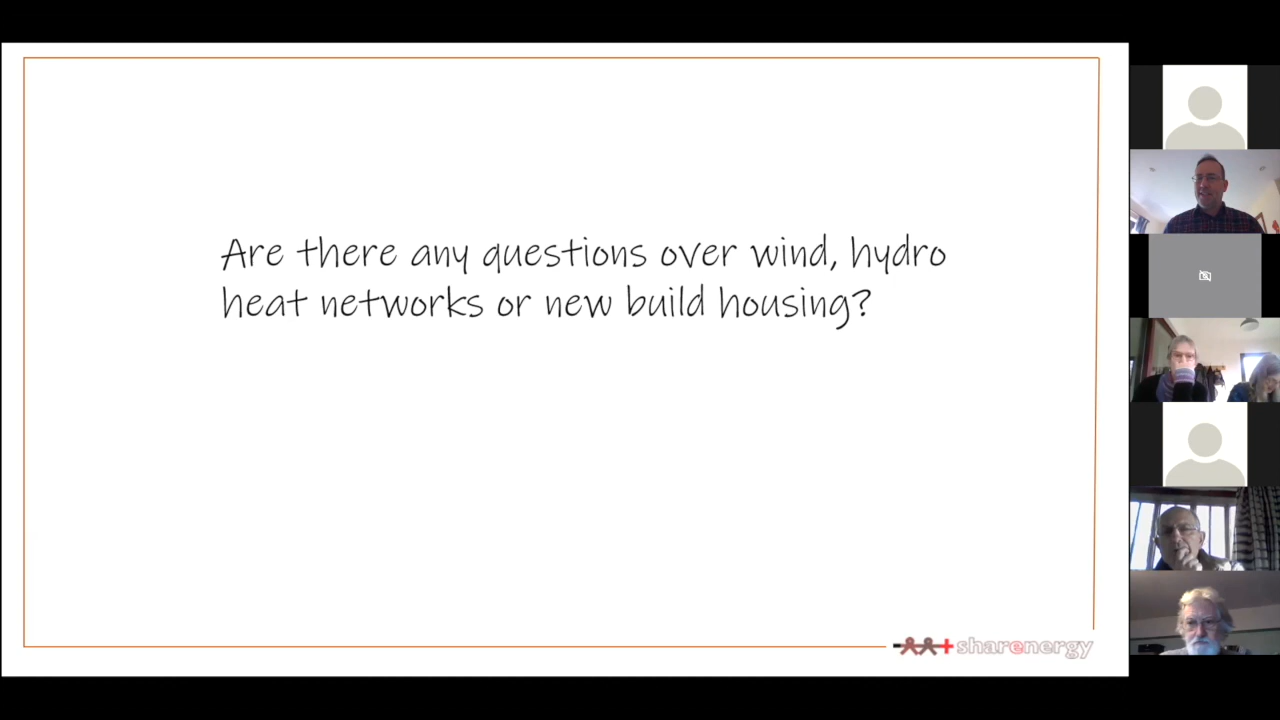 Are there any questions over wind, hydro
heat networks or new build housing?
sharenergy